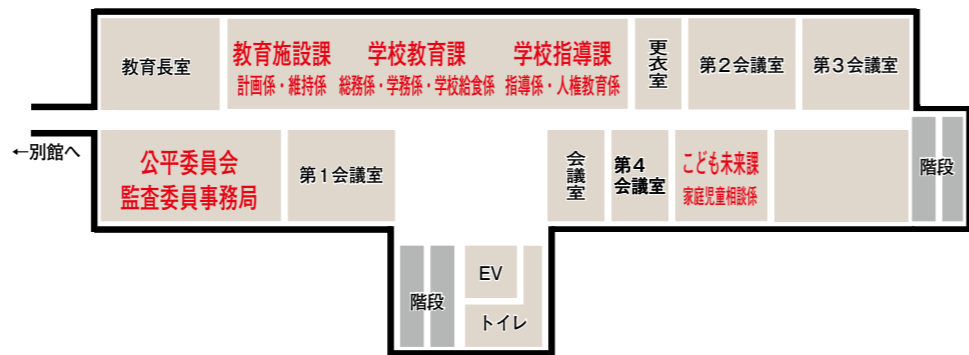 教育長室
教育施設課 学校教育課 学校指導課
計画係・維持係 総務係・学務係・学校給食係 指導係・人権教育係
更衣室
第2会議室
第3会議室
←別館へ
公平委員会
監査委員事務局
第1会議室
会議室
第4
会議室
こども未来課
家庭児童相談係
階段
階段
EV
トイレ